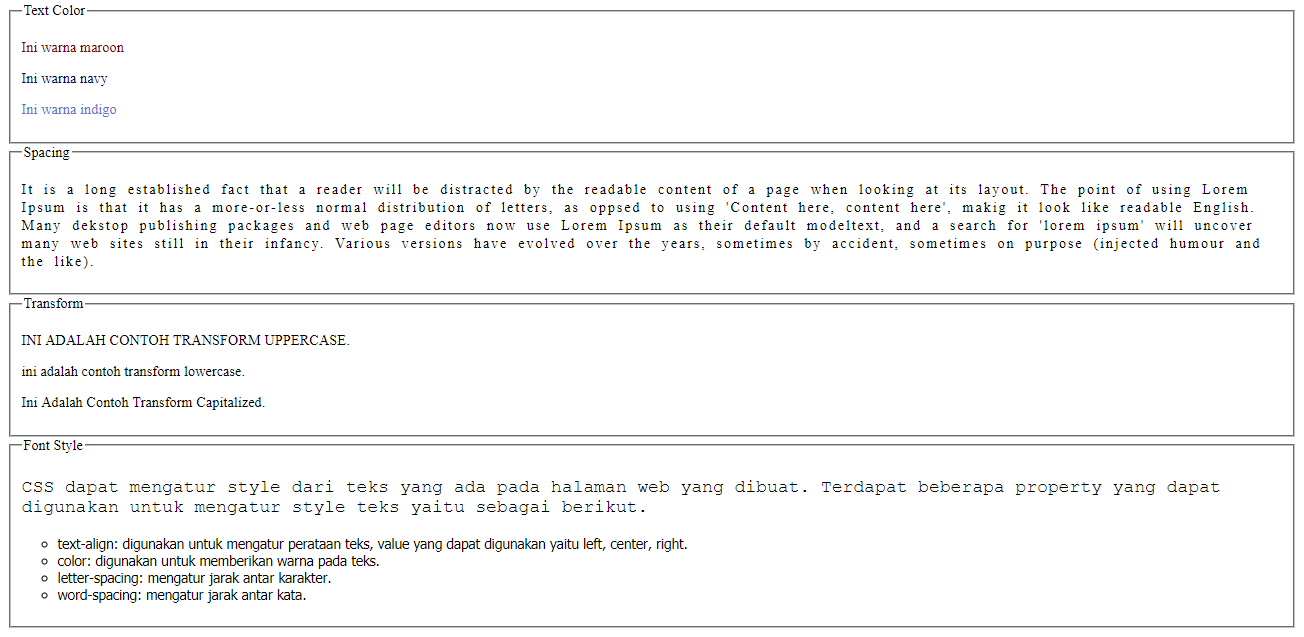 Text Color
Ini warna maroon
Ini warna navy
Ini warna indigo
Spacing
It is a long established fact that a reader will be distracted by the readable content of a page when looking at its layout. The point of using Lorem
Ipsum is that it has a more-or-less normal distribution of letters, as oppsed to using 'Content here, content here', makig it look like readable English.
Many dekstop publishing packages and web page editors now use Lorem Ipsum as their default modeltext, and a search for 'lorem ipsum' will uncover
many web sites still in their infancy. Various versions have evolved over the years, sometimes by accident, sometimes on purpose (injected humour and
the like).
Transform
INI ADALAH CONTOH TRANSFORM UPPERCASE.
ini adalah contoh transform lowercase.
Ini Adalah Contoh Transform Capitalized.
Font Style
CSS dapat mengatur style dari teks yang ada pada halaman web yang dibuat. Terdapat beberapa property yang dapat
digunakan untuk mengatur style teks yaitu sebagai berikut.
text-align: digunakan untuk mengatur perataan teks, value yang dapat digunakan yaitu left, center, right.
color: digunakan untuk memberikan warna pada teks.
letter-spacing: mengatur jarak antar karakter.
word-spacing: mengatur jarak antar kata.